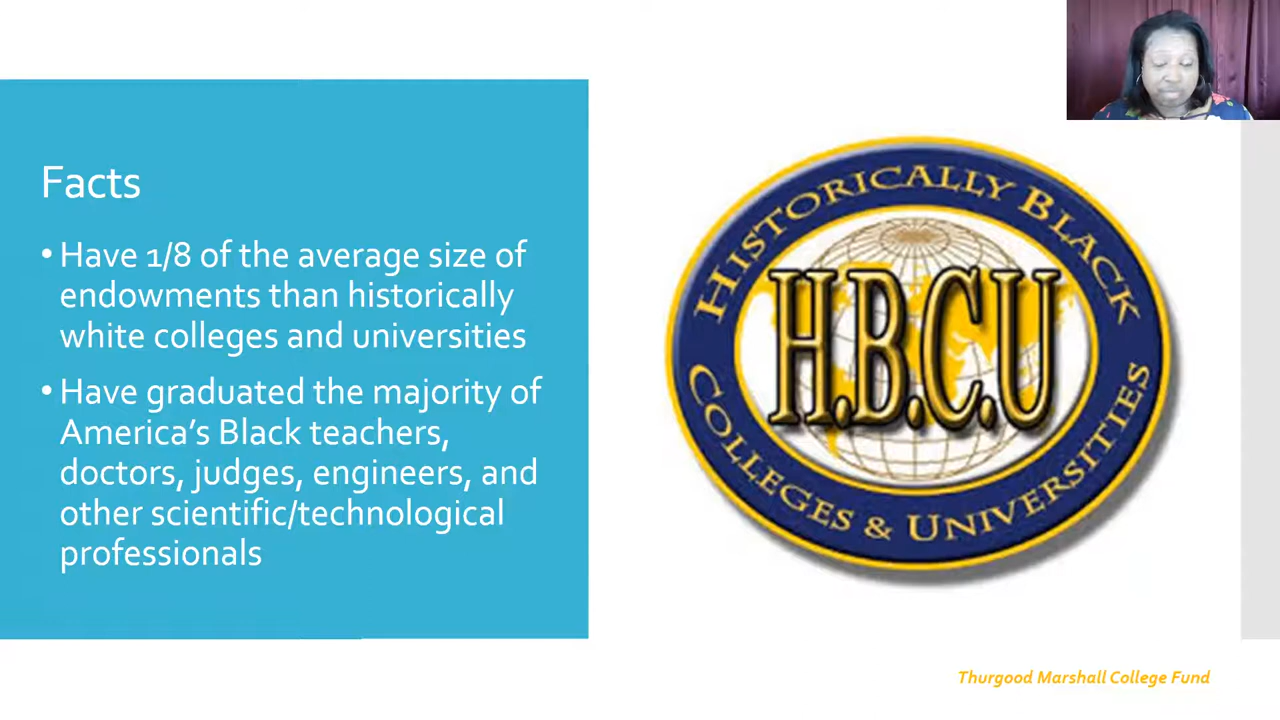 Facts
• Have 1/8 of the average size of
endowments than historically
white colleges and universities
• Have graduated the majority of
America’s Black teachers,
doctors, judges, engineers, and
other scientific/technological
professionals
HISTORICALLY BLACK
H.B.C.U
COLLEGES & UNIVERSITIES
Thurgood Marshall College Fund